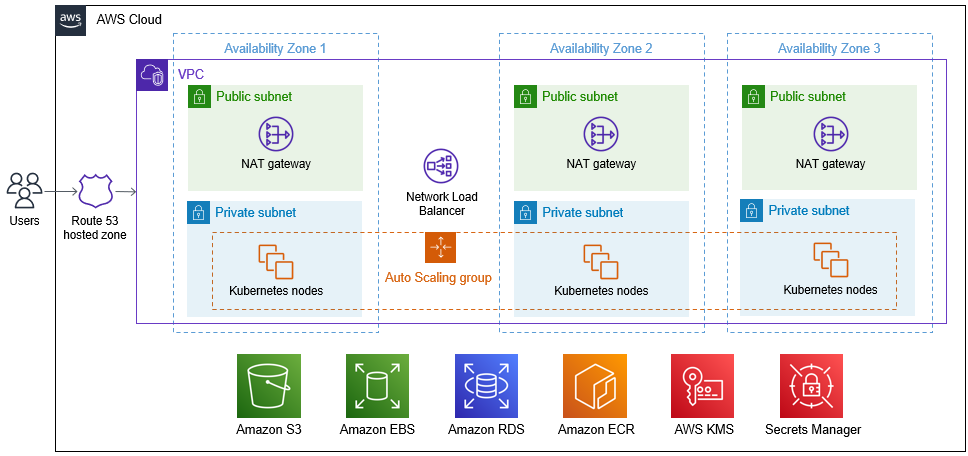 aws
AWS Cloud
Availability Zone 1
Availability Zone 2
Availability Zone 3
VPC
Public subnet
Public subnet
Public subnet
NAT gateway
NAT gateway
NAT gateway
Network Load
Balancer
Users
Route 53
hosted zone
Private subnet
Private subnet
Private subnet
Auto Scaling group
Kubernetes nodes
Kubernetes nodes
Kubernetes nodes
Amazon S3
Amazon EBS
Amazon RDS
Amazon ECR
AWS KMS
Secrets Manager